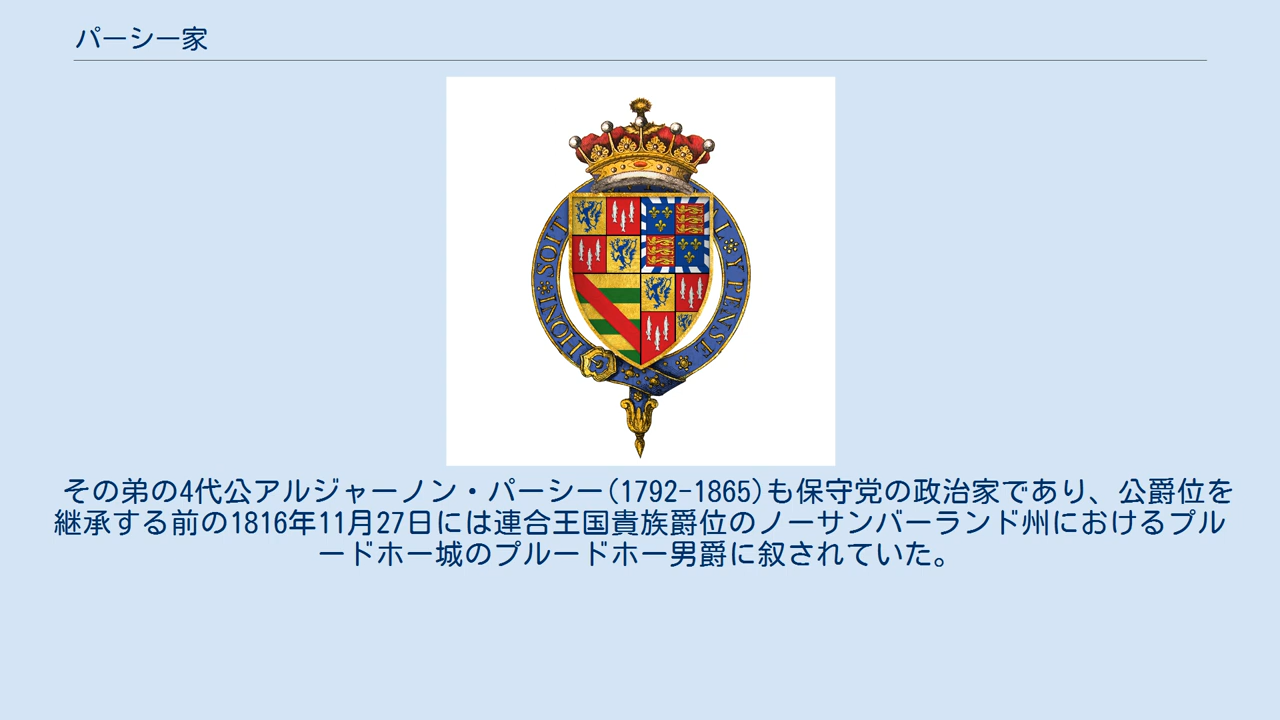 パーシー家
HONI SOIT
L Y PENSE
その弟の4代公アルジャーノン・パーシー(1792-1865)も保守党の政治家であり、公爵位を
継承する前の1816年11月27日には連合王国貴族爵位のノーサンバーランド州におけるプル
ードホー城のプルードホー男爵に叙されていた。